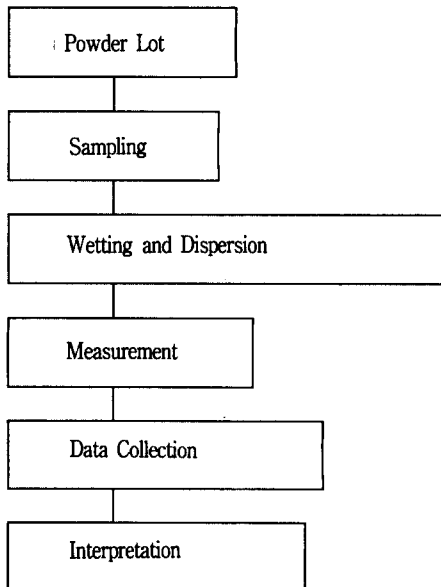 Powder Lot
Sampling
Wetting and Dispersion
Measurement
Data Collection
Interpretation